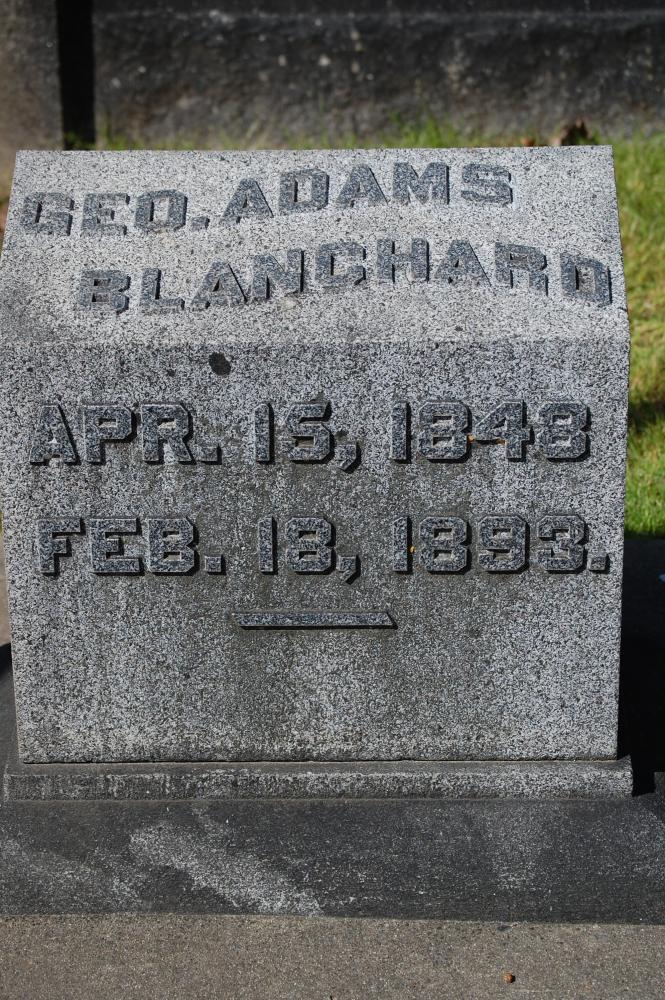 GEO. ADAMS
BLANCHARD
APR. 15, 1848
FEB. 18, 1893.